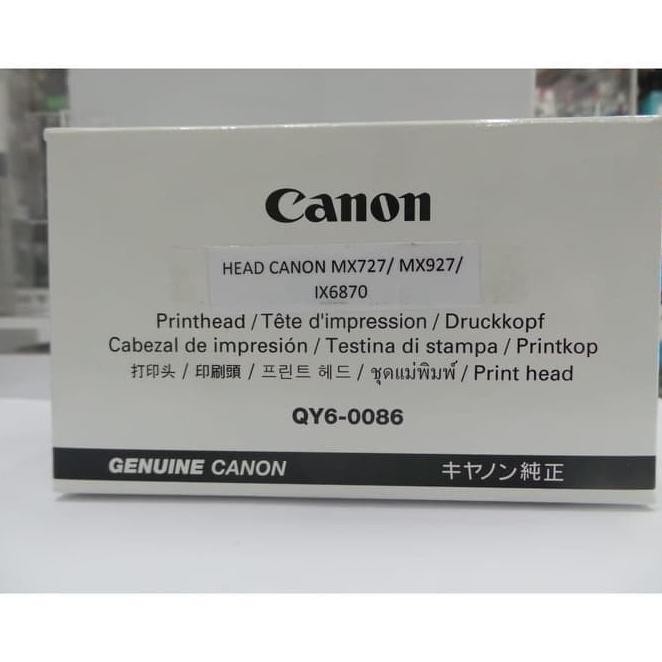 Canon
HEAD CANON MX727/ MX927/
IX6870
Printhead / Tête d'impression / Druckkopf
Cabezal de impresión / Testina di stampa / Printkop
打印头 / 印刷頭 / 프린트 헤드 / ชุดแม่พิมพ์ / Print head
QY6-0086
GENUINE CANON キヤノン純正